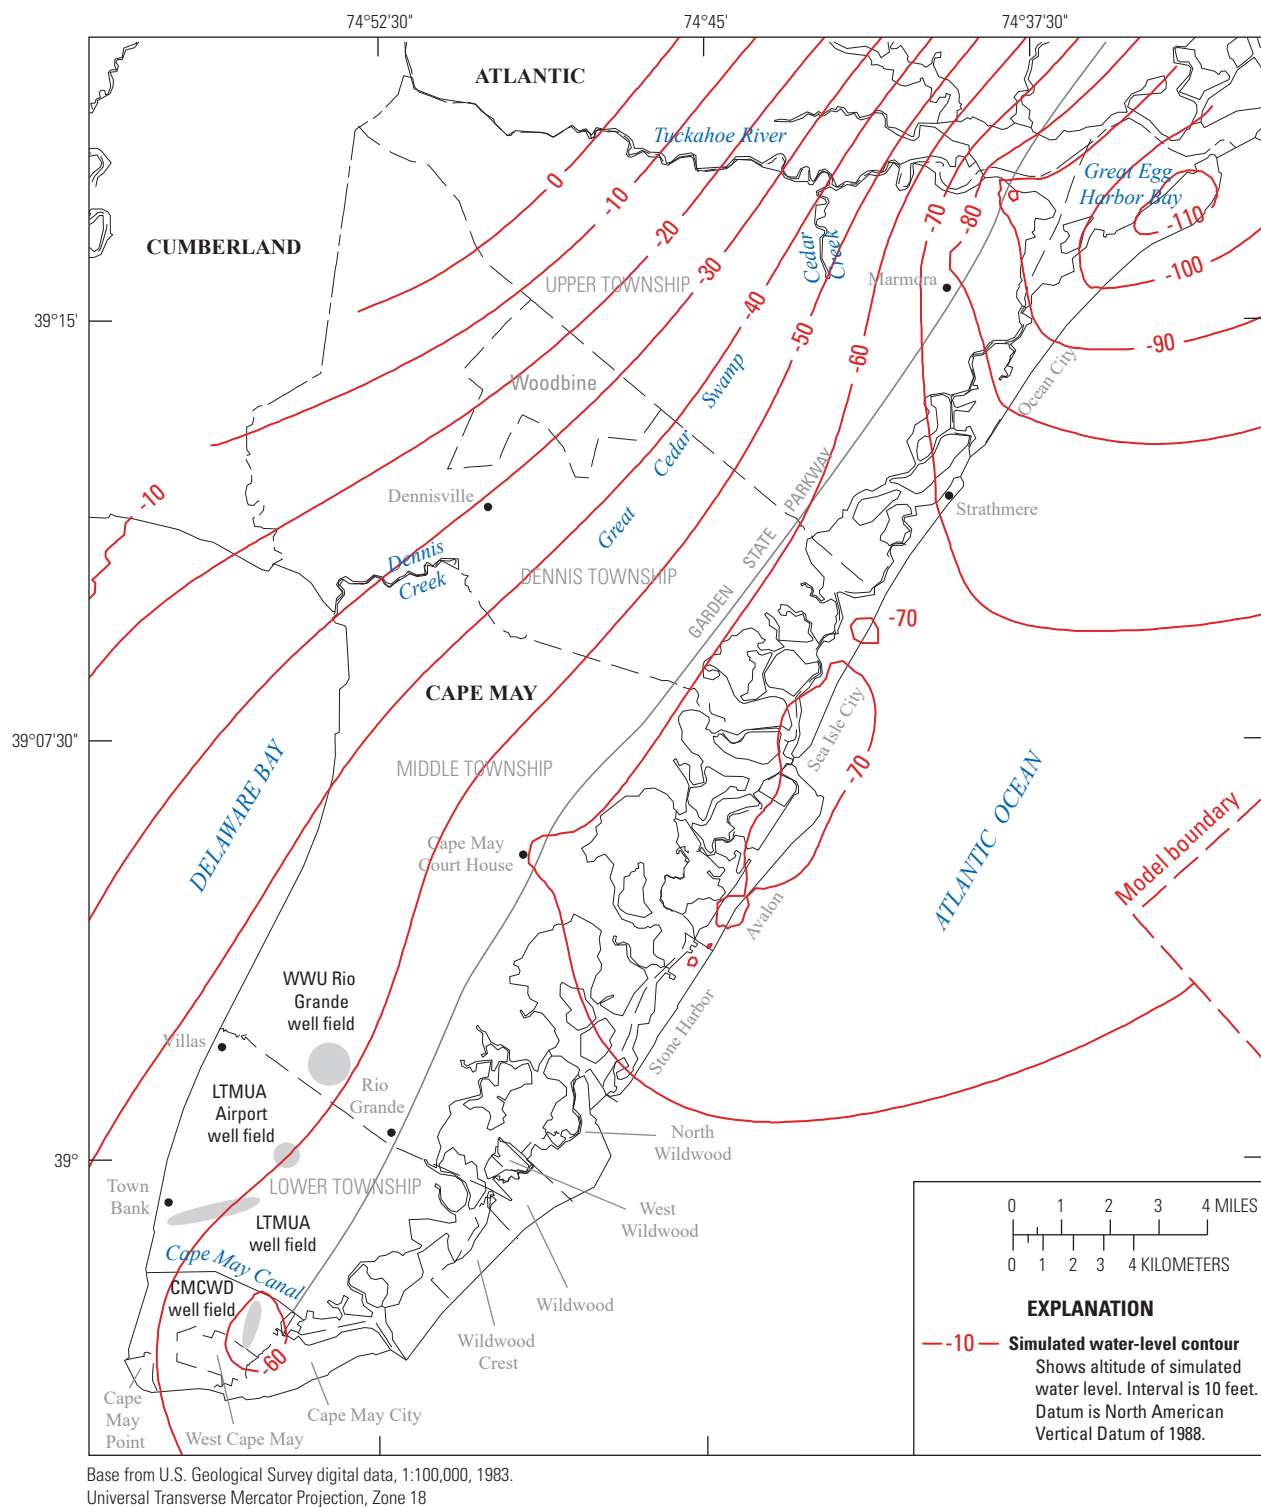 74°52'30"
74°45'
74°37'30"
ATLANTIC
Tuckahoe River
Great Egg
Harbor Bay
0
-10
-20
-30
-40
-50
-60
-70
-80
-110
-100
-90
CUMBERLAND
Cedar
Creek
UPPER TOWNSHIP
Marmora
39°15'
Ocean City
Woodbine
Swamp
Cedar
Great
PARKWAY
STATE
GARDEN
-10
Dennisville
Strathmere
Dennis
Creek
DENNIS TOWNSHIP
-70
CAPE MAY
Sea Isle City
39°07'30"
DELAWARE BAY
MIDDLE TOWNSHIP
-70
ATLANTIC OCEAN
Model boundary
Cape May
Court House
Avalon
WWU Rio
Grande
well field
Stone Harbor
Villas
LTMUA
Airport
well field
Rio
Grande
North
Wildwood
39°
Town
Bank
LOWER TOWNSHIP
West
Wildwood
LTMUA
well field
Cape May Canal
CMCWD
well field
Wildwood
Wildwood
Crest
-60
Cape
May
Point
West Cape May
Cape May City
0 1 2 3 4 MILES
0 1 2 3 4 KILOMETERS
EXPLANATION
-10 Simulated water-level contour
Shows altitude of simulated
water level. Interval is 10 feet.
Datum is North American
Vertical Datum of 1988.
Base from U.S. Geological Survey digital data, 1:100,000, 1983.
Universal Transverse Mercator Projection, Zone 18